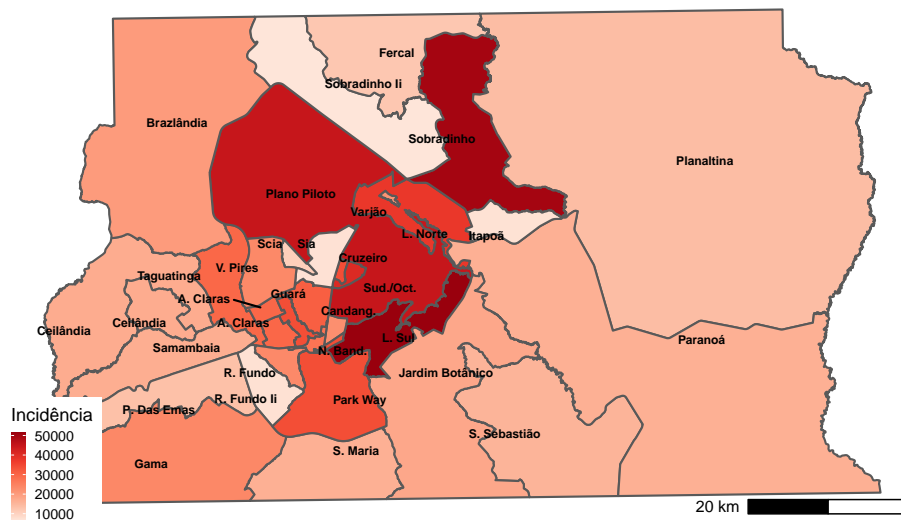 Fercal
Sobradinho Ii
Brazlândia
Sobradinho
Planaltina
Plano Piloto
Varjão
L. Norte
Itapoã
Scia
Sia
Cruzeiro
Taguatinga
V. Pires
A. Claras
Guará
Sud./Oct.
Candang.
Ceilândia
Ceilândia
A. Claras
L. Sul
Samambaia
N. Band.
Paranoá
R. Fundo
Jardim Botânico
R. Fundo Ii
Park Way
P. Das Emas
S. Sebastião
S. Maria
Gama
Incidência
50000
40000
30000
20000
10000
20 km